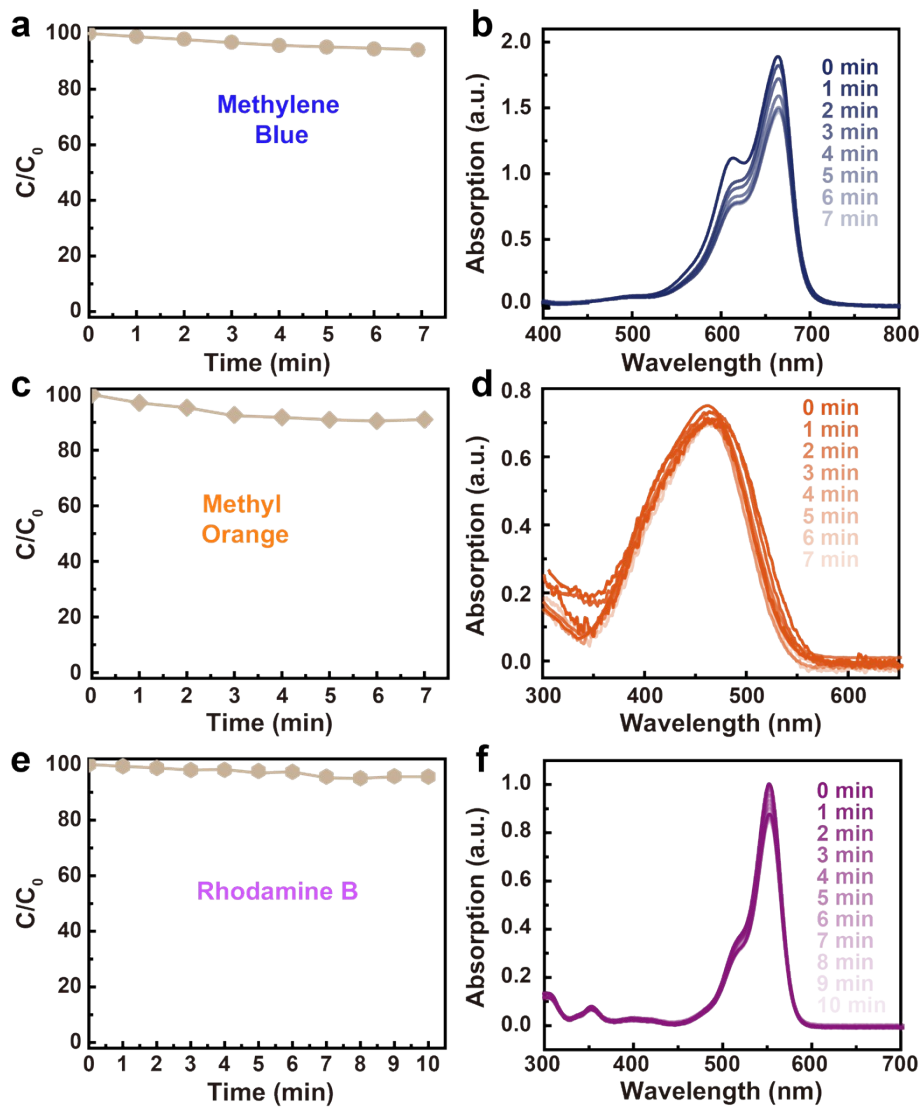 a
100
80
60
40
20
0
C/C0
Methylene
Blue
0 1 2 3 4 5 6 7
Time (min)
b
2.0
1.5
1.0
0.5
0.0
Absorption (a.u.)
0 min
1 min
2 min
3 min
4 min
5 min
6 min
7 min
400 500 600 700 800
Wavelength (nm)
c
100
80
60
40
20
0
C/C0
Methyl
Orange
0 1 2 3 4 5 6 7
Time (min)
d
0.8
0.6
0.4
0.2
0.0
Absorption (a.u.)
0 min
1 min
2 min
3 min
4 min
5 min
6 min
7 min
300 400 500 600
Wavelength (nm)
e
100
80
60
40
20
0
C/C0
Rhodamine B
0 1 2 3 4 5 6 7 8 9 10
Time (min)
f
1.0
0.8
0.6
0.4
0.2
0.0
Absorption (a.u.)
0 min
1 min
2 min
3 min
4 min
5 min
6 min
7 min
8 min
9 min
10 min
300 400 500 600 700
Wavelength (nm)